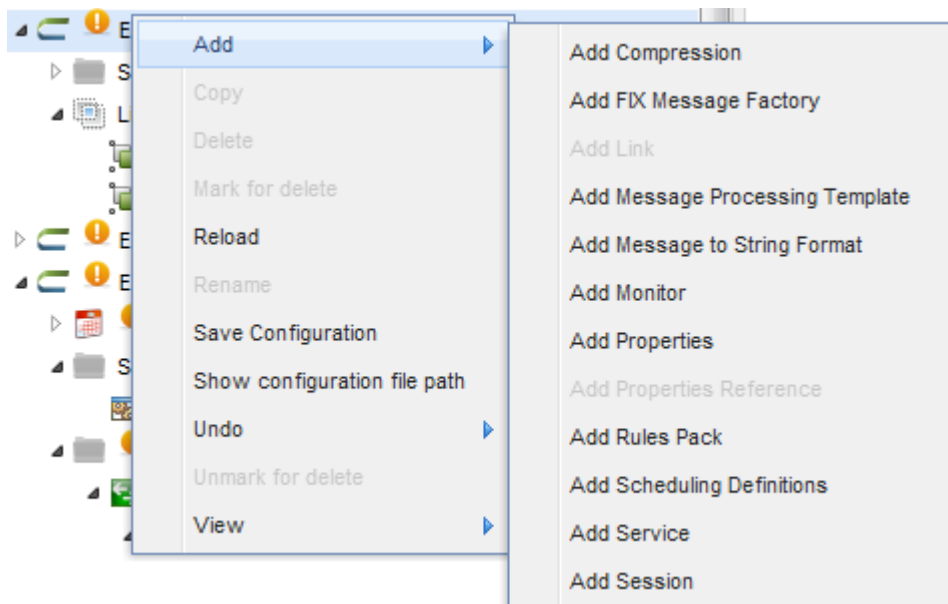 E
S
Li
E
E
S
Add
Copy
Delete
Mark for delete
Reload
Rename
Save Configuration
Show configuration file path
Undo
Unmark for delete
View
Add Compression
Add FIX Message Factory
Add Link
Add Message Processing Template
Add Message to String Format
Add Monitor
Add Properties
Add Properties Reference
Add Rules Pack
Add Scheduling Definitions
Add Service
Add Session